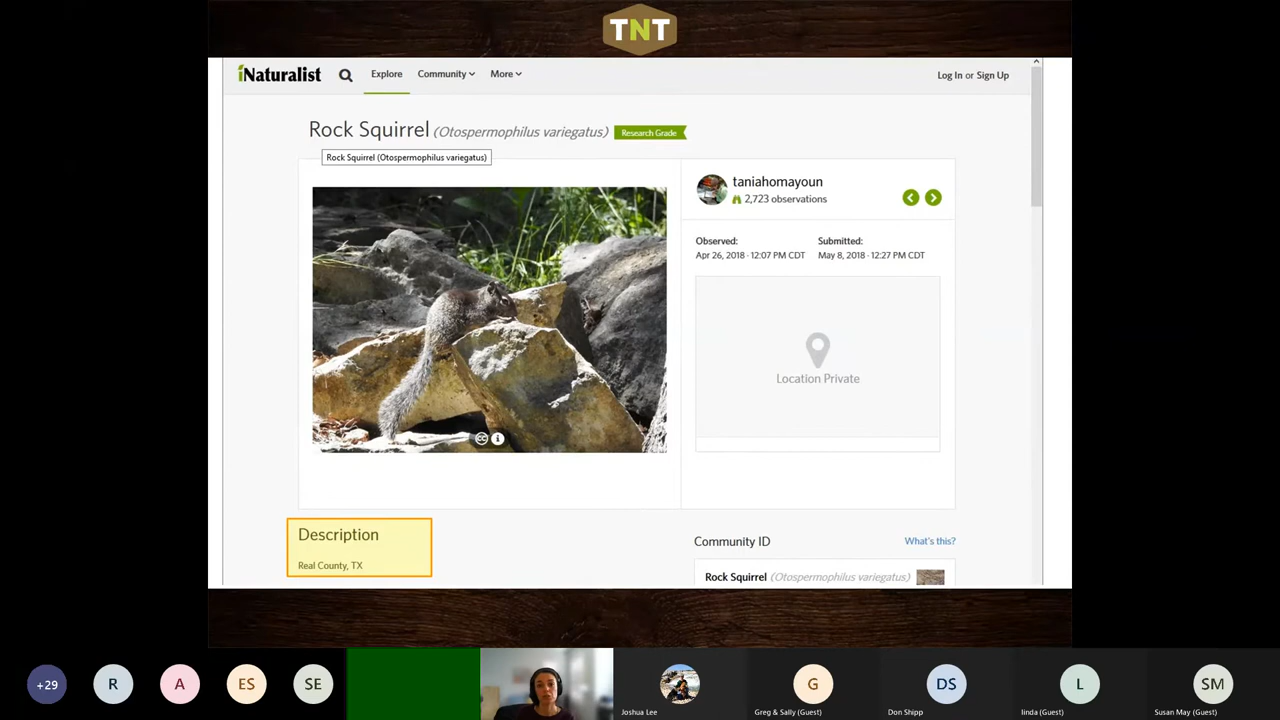 TNT
iNaturalist
Explore
Community
More
Log In or Sign Up
Rock Squirrel (Otospermophilus variegatus)
Research Grade
Rock Squirrel (Otospermophilus variegatus)
taniahomayoun
2,723 observations
Observed:
Apr 26, 2018 · 12:07 PM CDT
Submitted:
May 8, 2018 · 12:27 PM CDT
Location Private
cc i
Description
Real County, TX
Community ID
What's this?
Rock Squirrel (Otospermophilus variegatus)
+29
R
A
ES
SE
Joshua Lee
G
Greg & Sally (Guest)
DS
Don Shipp
L
linda (Guest)
SM
Susan May (Guest)